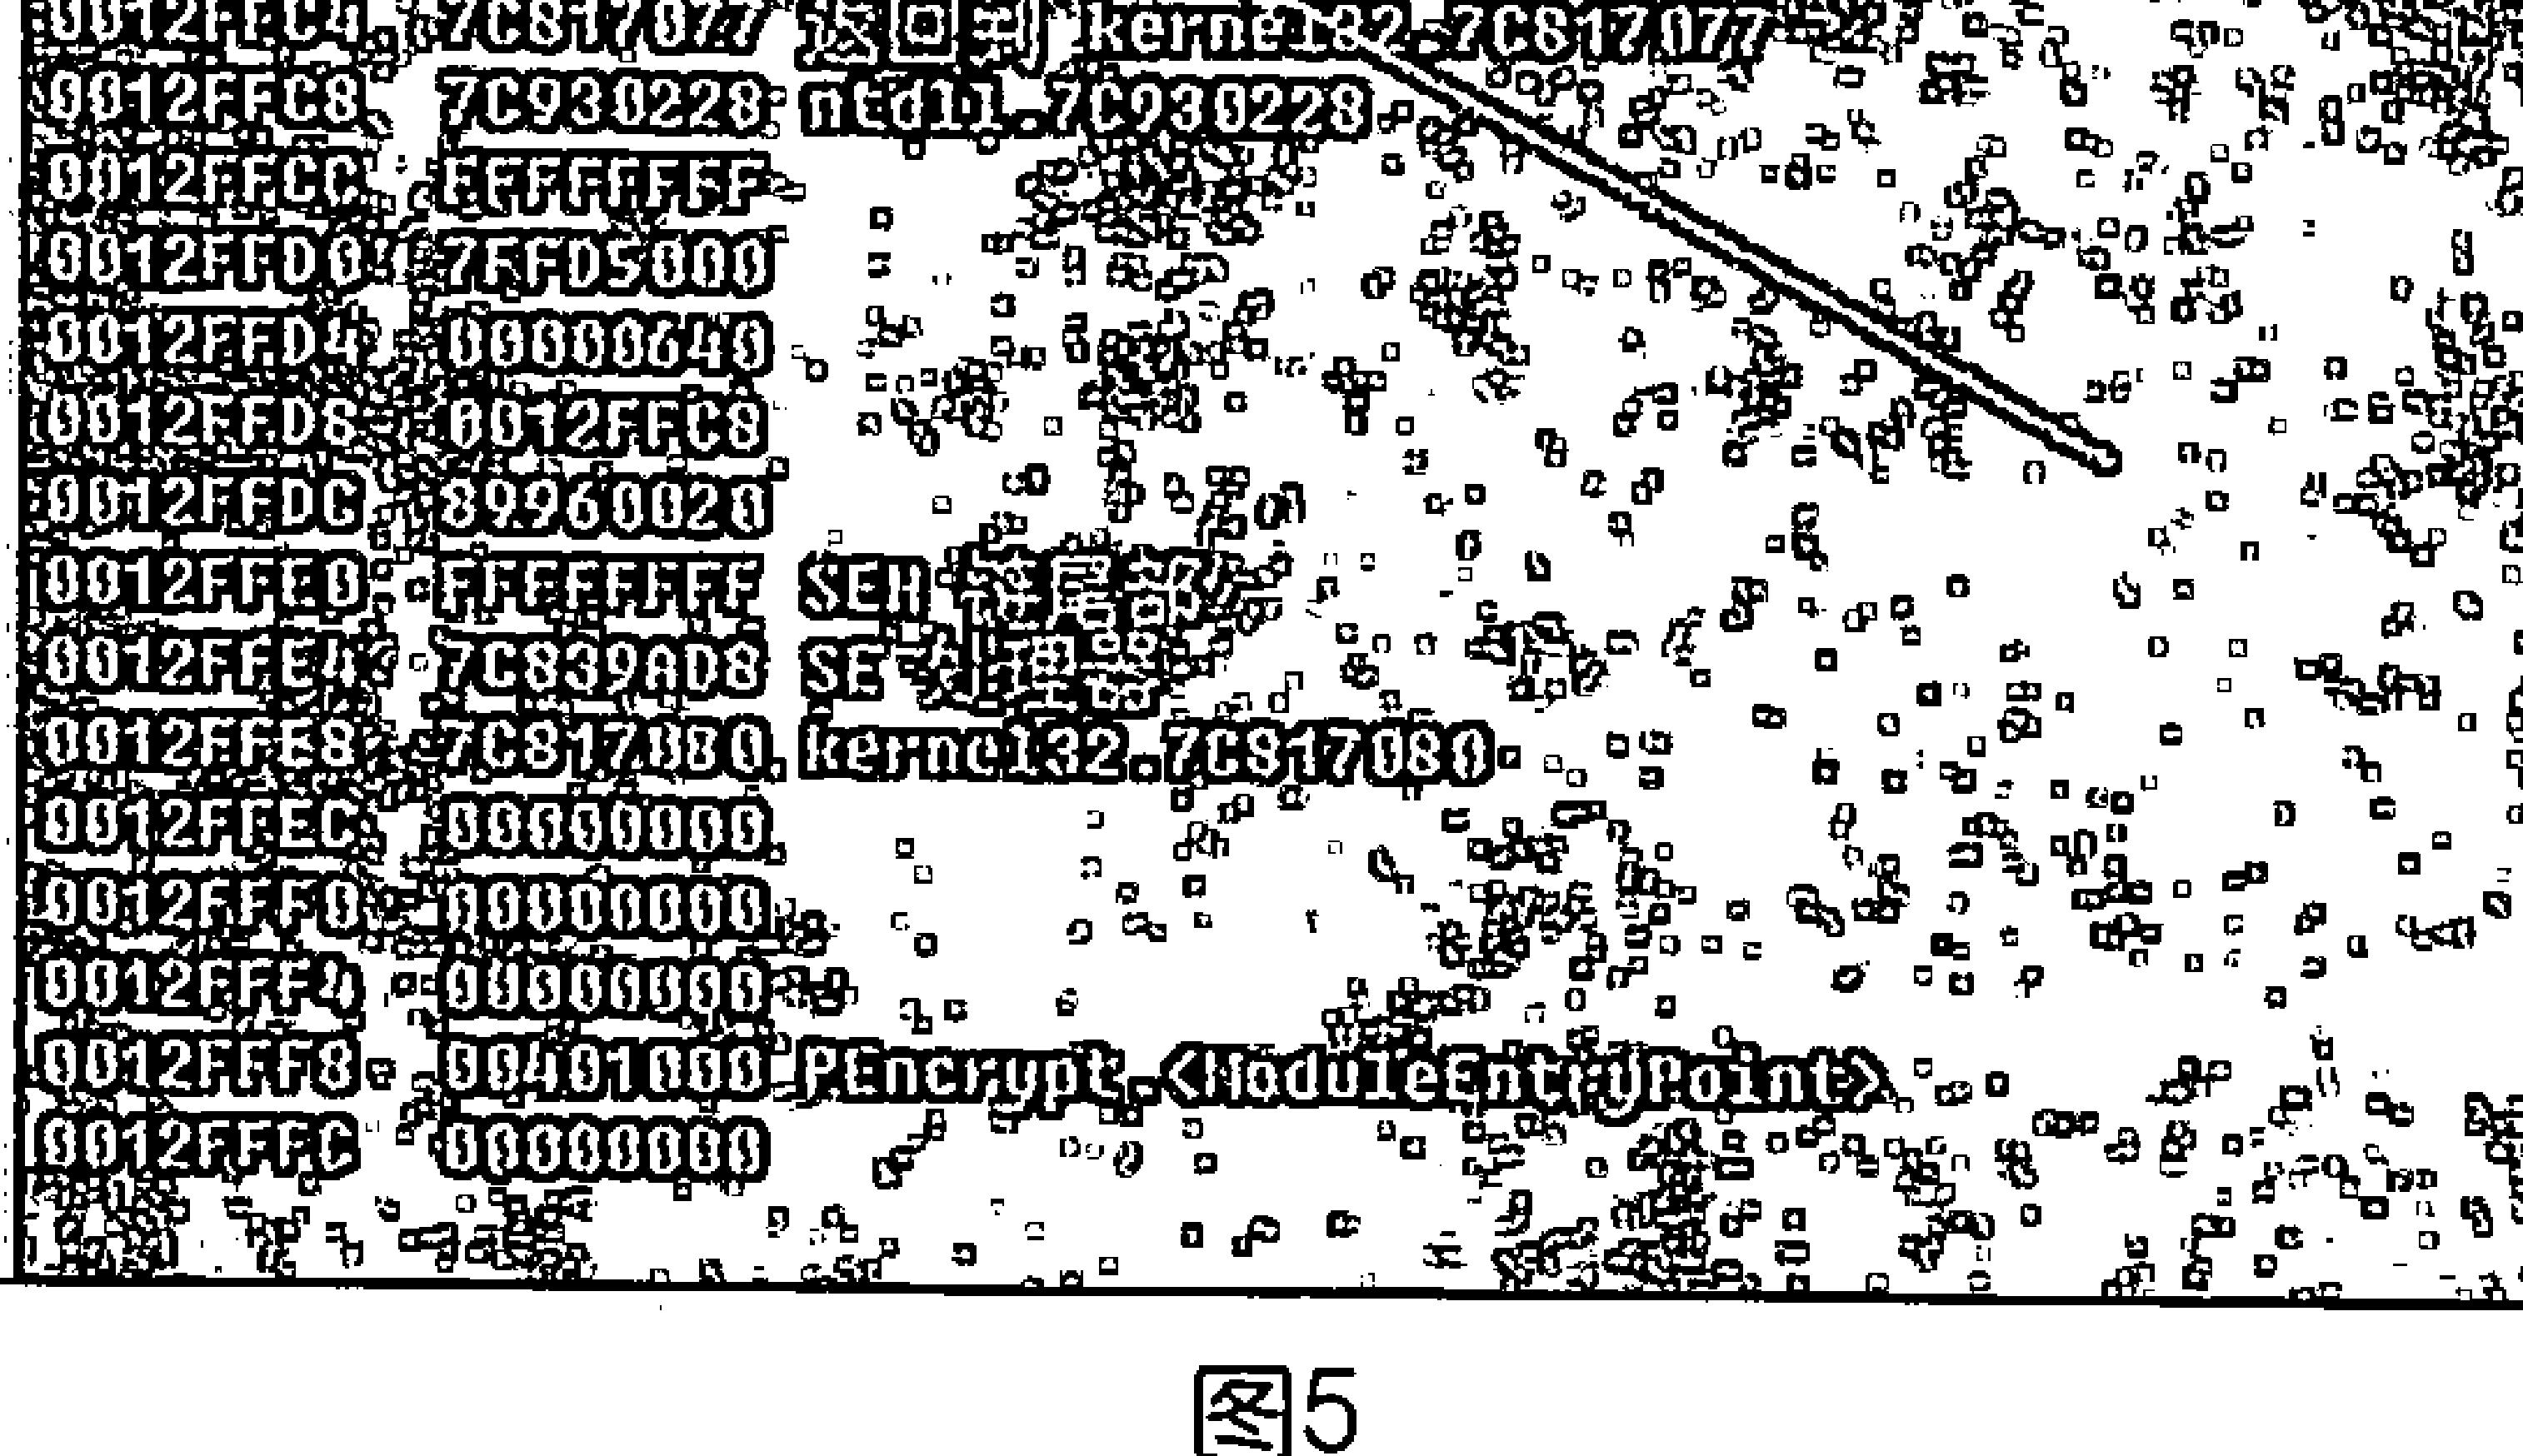 0012FFC4 7C817077 返回到 kernel32.7C817077
0012FFC8 7C930228 ntdll.7C930228
0012FFCC FFFFFFFF
0012FFD0 7FFD5000
0012FFD4 00000640
0012FFD8 0012FFC8
0012FFDC 89960020
0012FFE0 FFFFFFFF SEH
0012FFE4 7C839AD8 SE
0012FFE8 7C817080 kernel32.7C817080
0012FFEC 00000000
0012FFF0 00000000
0012FFF4 00000000
0012FFF8 00401000 PEncrypt.<ModuleEntryPoint>
0012FFFC 00000000
图5